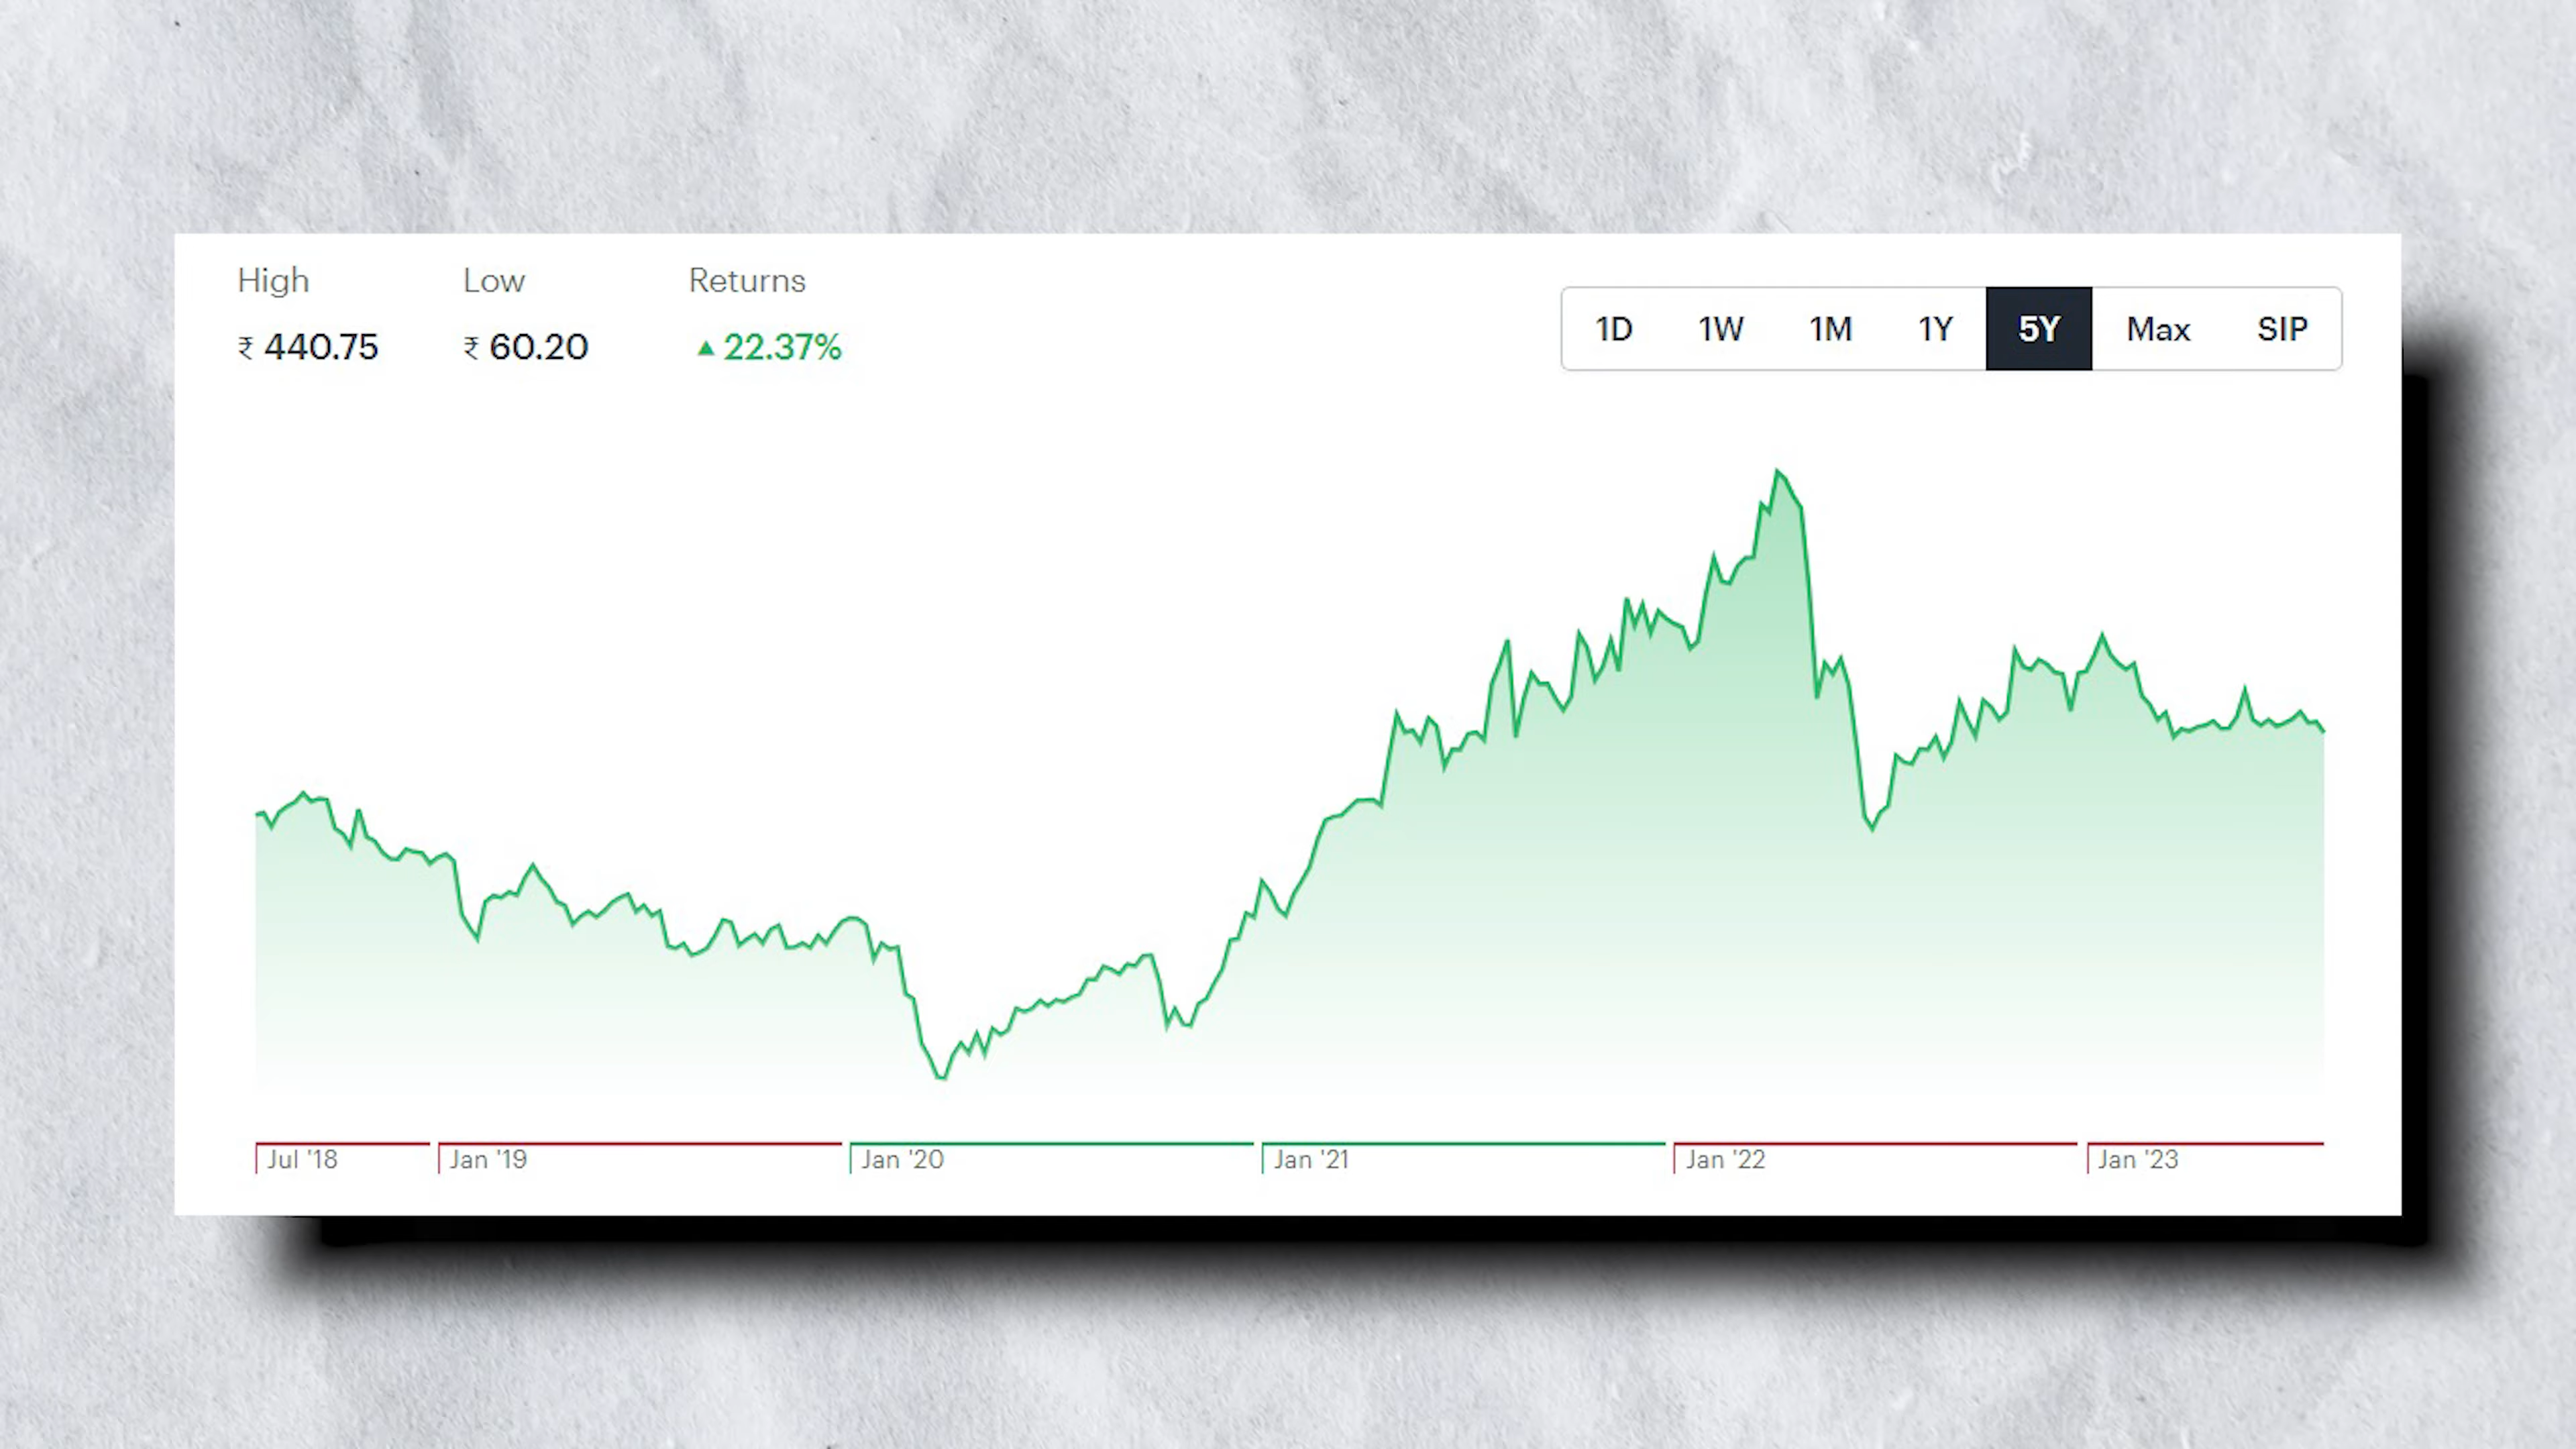 High Low Returns
₹ 440.75 ₹ 60.20 ▲ 22.37%
1D 1W 1M 1Y 5Y Max SIP
Jul '18 Jan '19 Jan '20 Jan '21 Jan '22 Jan '23